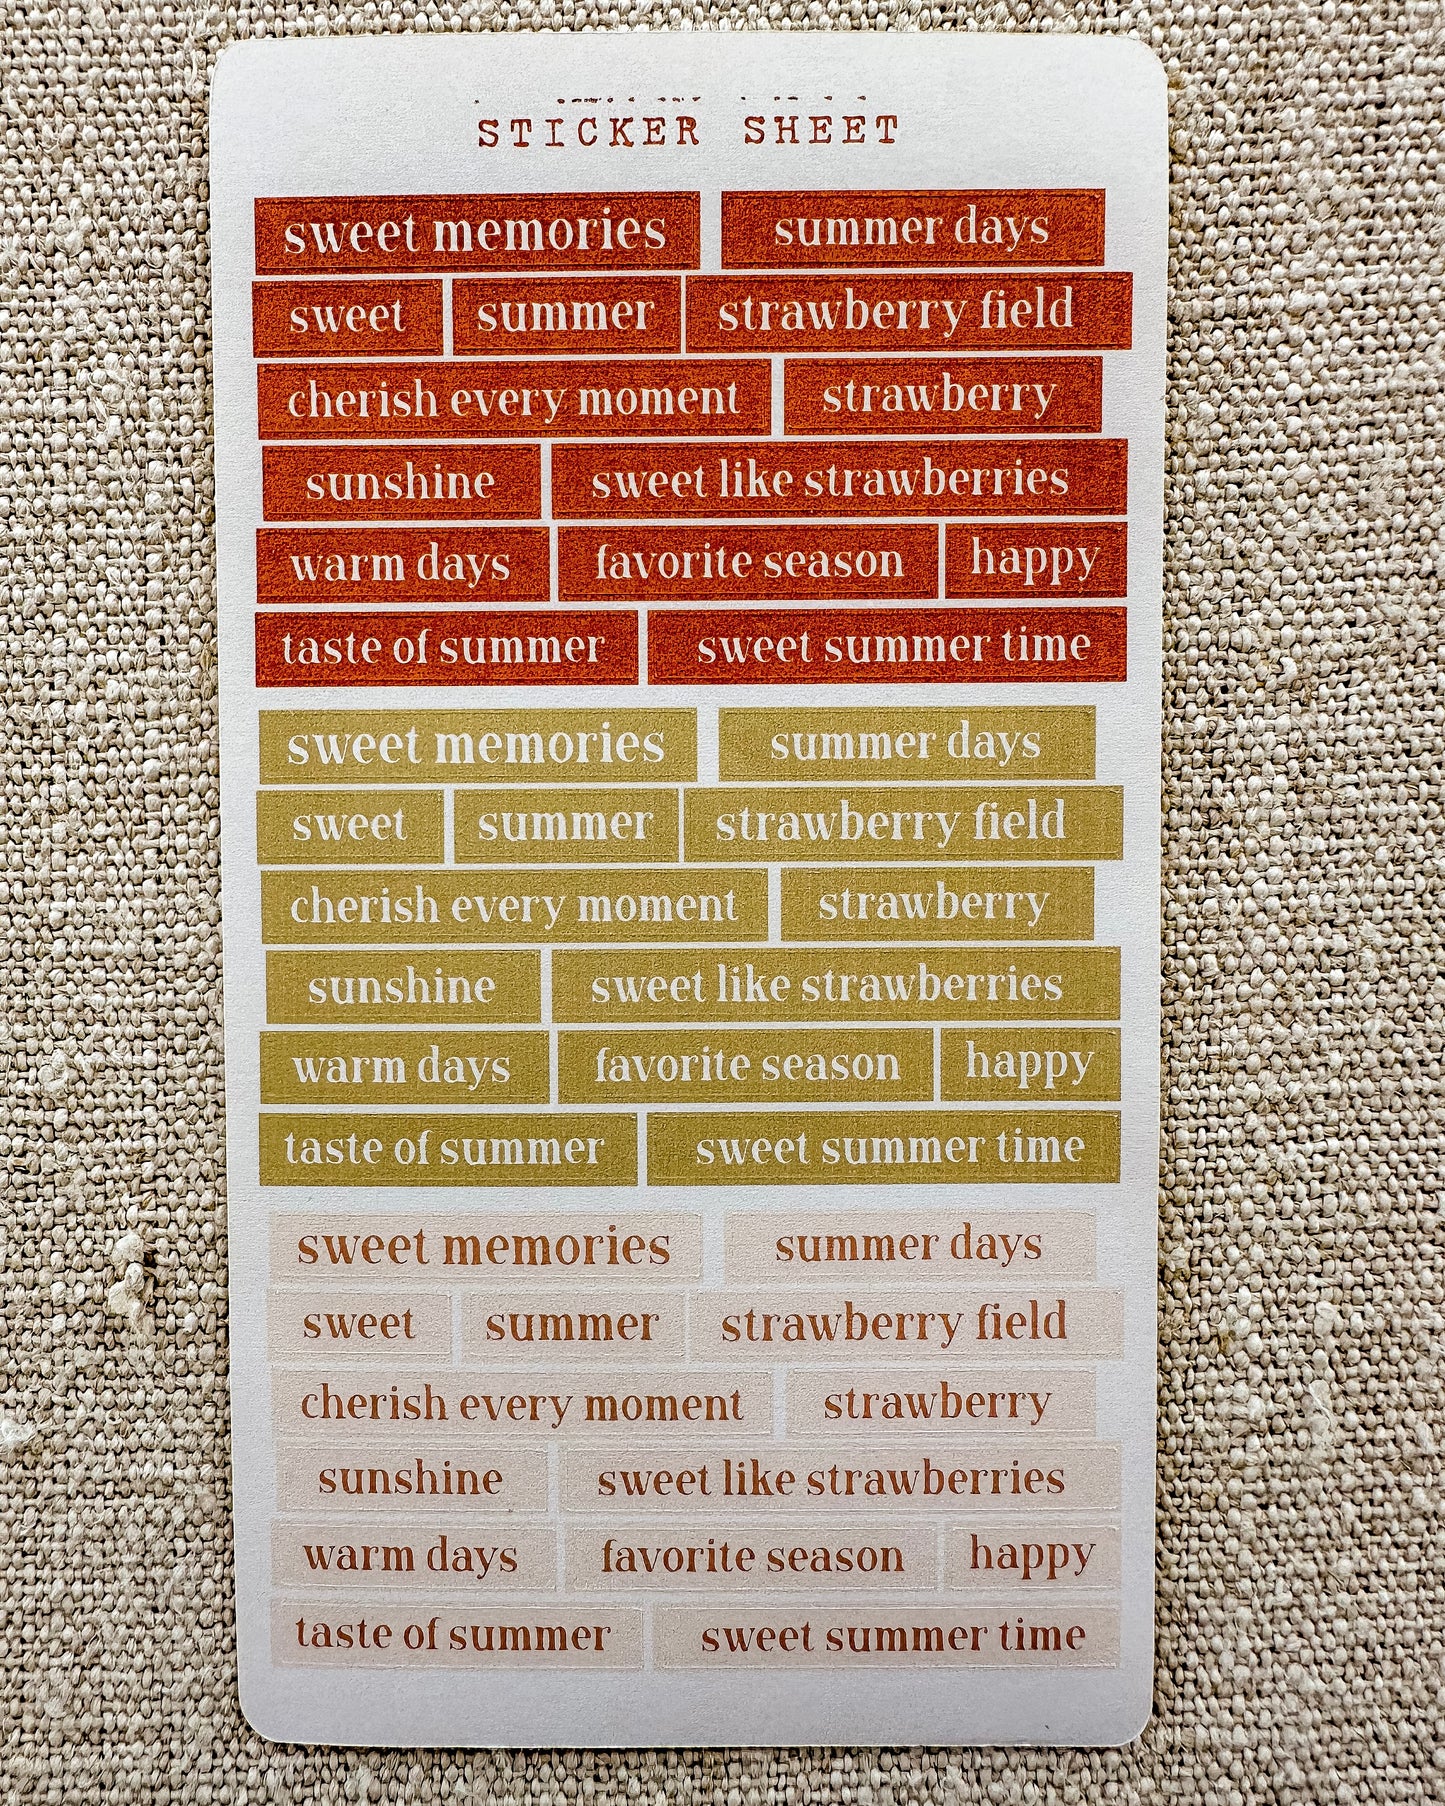 STICKER SHEET
sweet memories summer days
sweet summer strawberry field
cherish every moment strawberry
sunshine sweet like strawberries
warm days favorite season happy
taste of summer sweet summer time
sweet memories summer days
sweet summer strawberry field
cherish every moment strawberry
sunshine sweet like strawberries
warm days favorite season happy
taste of summer sweet summer time
sweet memories summer days
sweet summer strawberry field
cherish every moment strawberry
sunshine sweet like strawberries
warm days favorite season happy
taste of summer sweet summer time